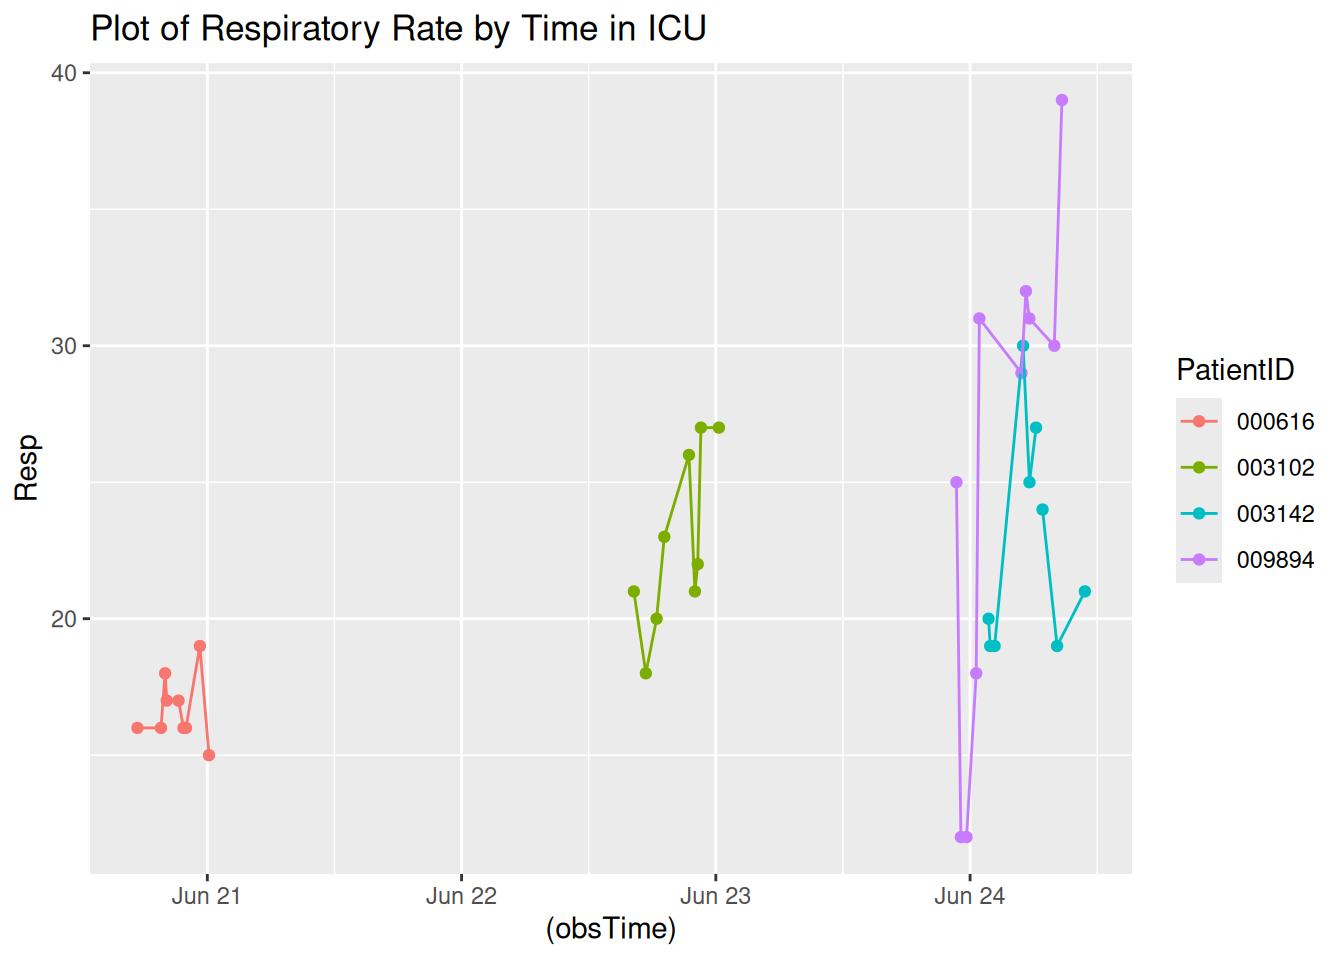 Plot of Respiratory Rate by Time in ICU
40
30
20
Resp
Jun 21
Jun 22
Jun 23
Jun 24
(obsTime)
PatientID
000616
003102
003142
009894